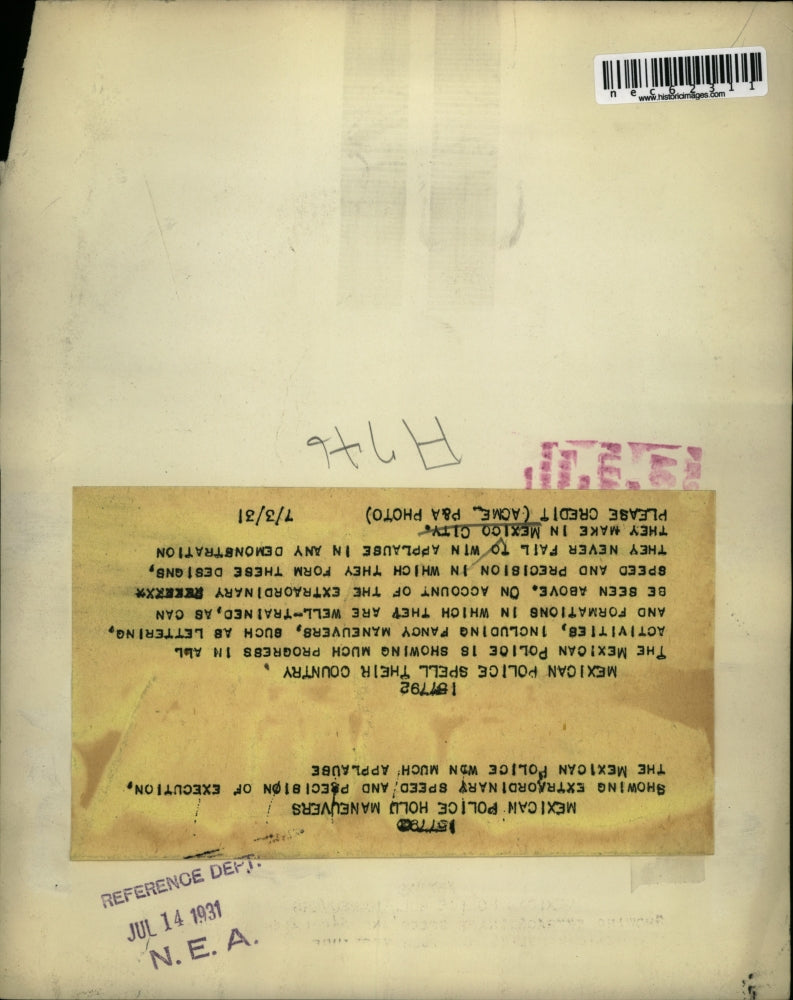 nec62311
www.historicimages.com
157792
MEXICAN POLICE HOLD MANEUVERS
SHOWING EXTRAORDINARY SPEED, AND PRECISION OF EXECUTION,
THE MEXICAN POLICE WIN MUCH APPLAUSE
157792
MEXICAN POLICE SPELL THEIR COUNTRY
THE MEXICAN POLICE IS SHOWING MUCH PROGRESS IN ALL
ACTIVITIES, INCLUDING FANCY MANEUVERS, SUCH AS LETTERING,
AND FORMATIONS IN WHICH THEY ARE WELL-TRAINED, AS CAN
BE SEEN ABOVE. ON ACCOUNT OF THE EXTRAORDINARY
SPEED AND PRECISION IN WHICH THEY FORM THESE DESIGNS,
THEY NEVER FAIL TO WIN APPLAUSE IN ANY DEMONSTRATION
THEY MAKE IN MEXICO CITY.
PLEASE CREDIT (ACME P&A PHOTO) 7/3/31
REFERENCE DEPT.
JUL 14 1931
N. E. A.